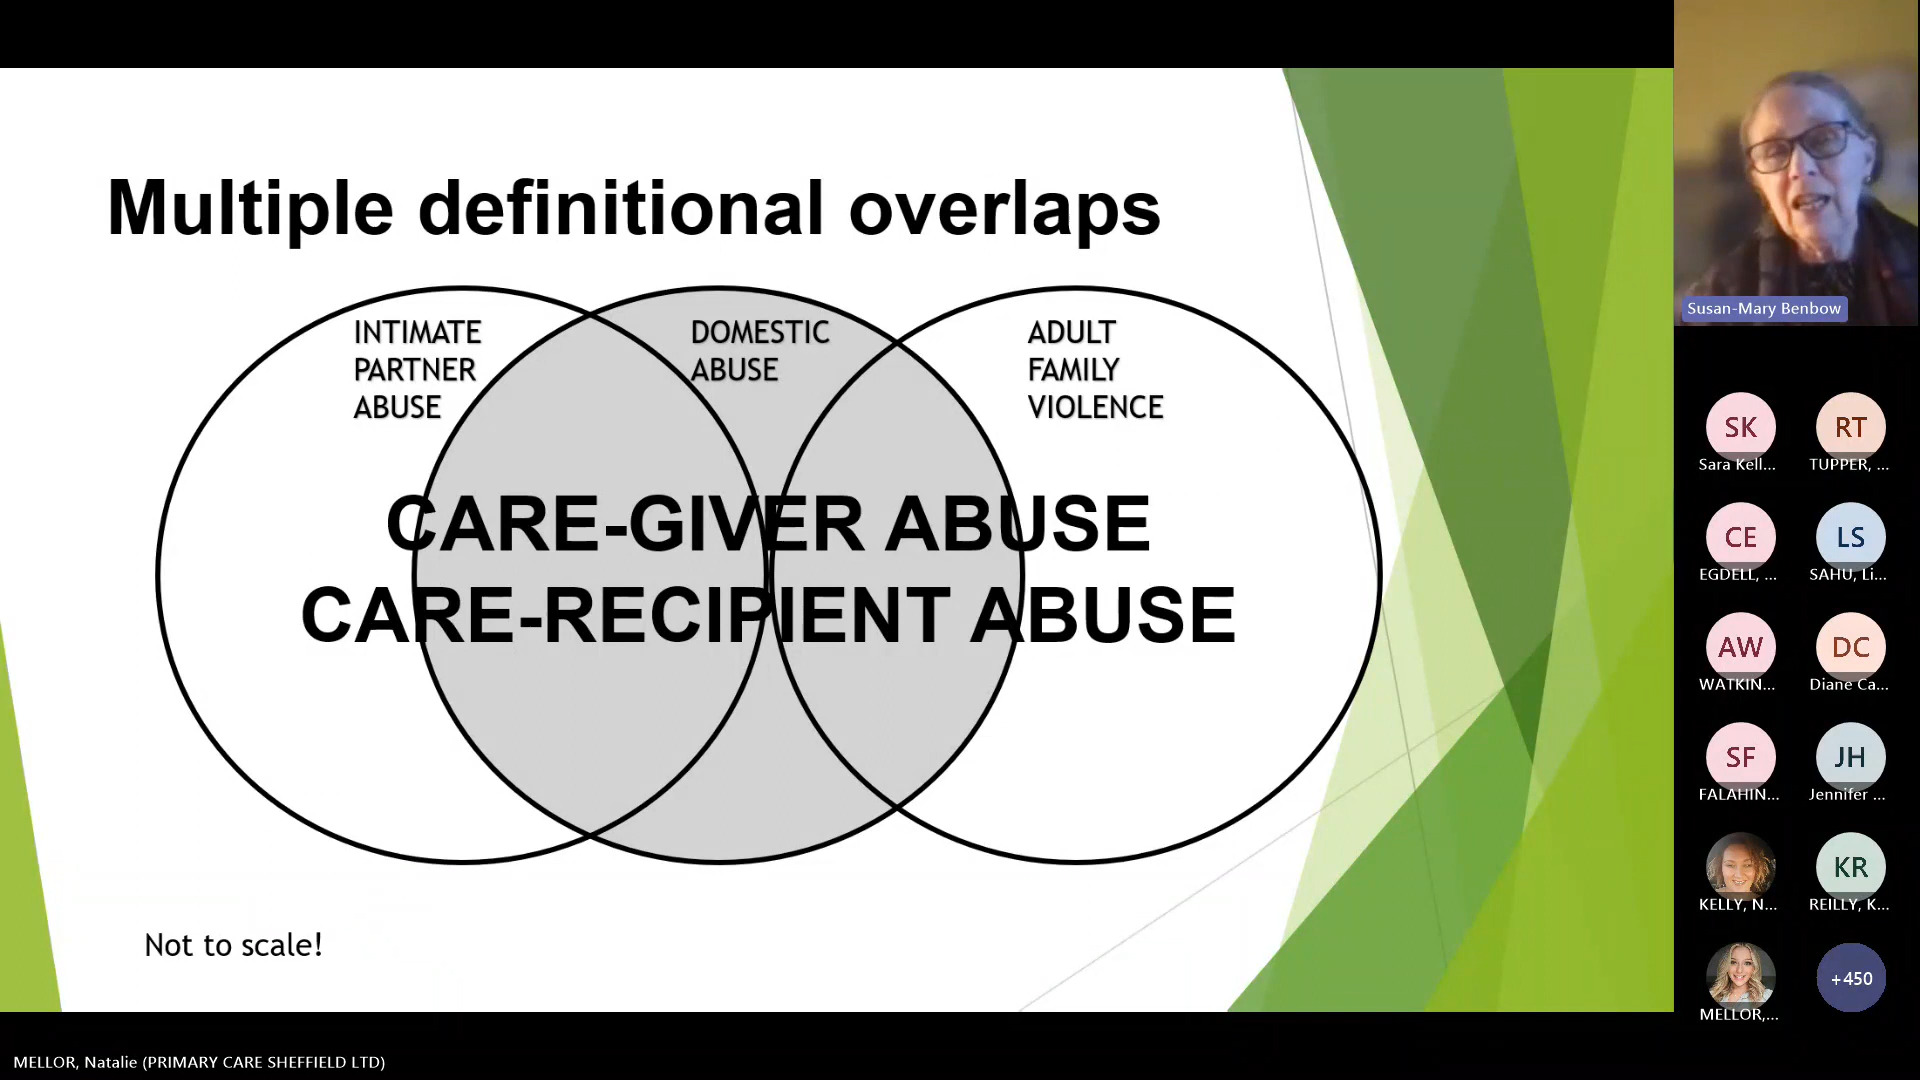 Multiple definitional overlaps
INTIMATE
PARTNER
ABUSE
DOMESTIC
ABUSE
ADULT
FAMILY
VIOLENCE
CARE-GIVER ABUSE
CARE-RECIPIENT ABUSE
Not to scale!
Susan-Mary Benbow
SK
Sara Kell...
RT
TUPPER, ...
CE
EGDELL, ...
LS
SAHU, Li...
AW
WATKIN...
DC
Diane Ca...
SF
FALAHIN...
JH
Jennifer ...
KELLY, N...
KR
REILLY, K...
MELLOR,...
+450
MELLOR, Natalie (PRIMARY CARE SHEFFIELD LTD)